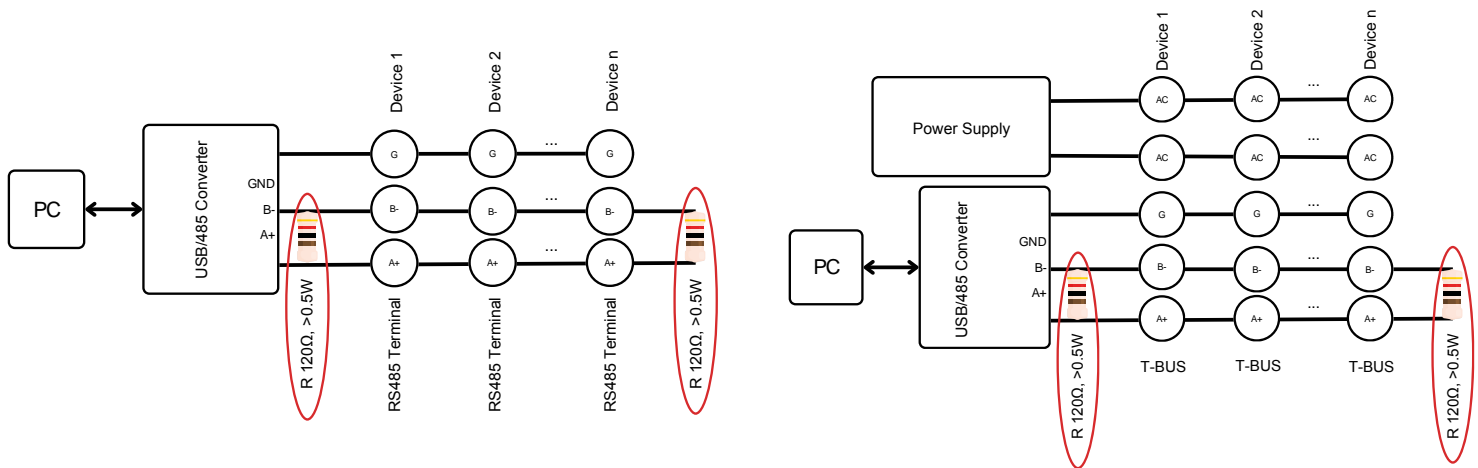 Device 1
Device 2
Device n
PC
USB/485 Converter
GND
B-
A+
G
G
...
G
B-
B-
...
B-
A+
A+
...
A+
R 120Ω, >0.5W
RS485 Terminal
RS485 Terminal
RS485 Terminal
R 120Ω, >0.5W
Device 1
Device 2
Device n
Power Supply
AC
AC
...
AC
AC
AC
...
AC
PC
USB/485 Converter
GND
B-
A+
G
G
...
G
B-
B-
...
B-
A+
A+
...
A+
R 120Ω, >0.5W
T-BUS
T-BUS
T-BUS
R 120Ω, >0.5W